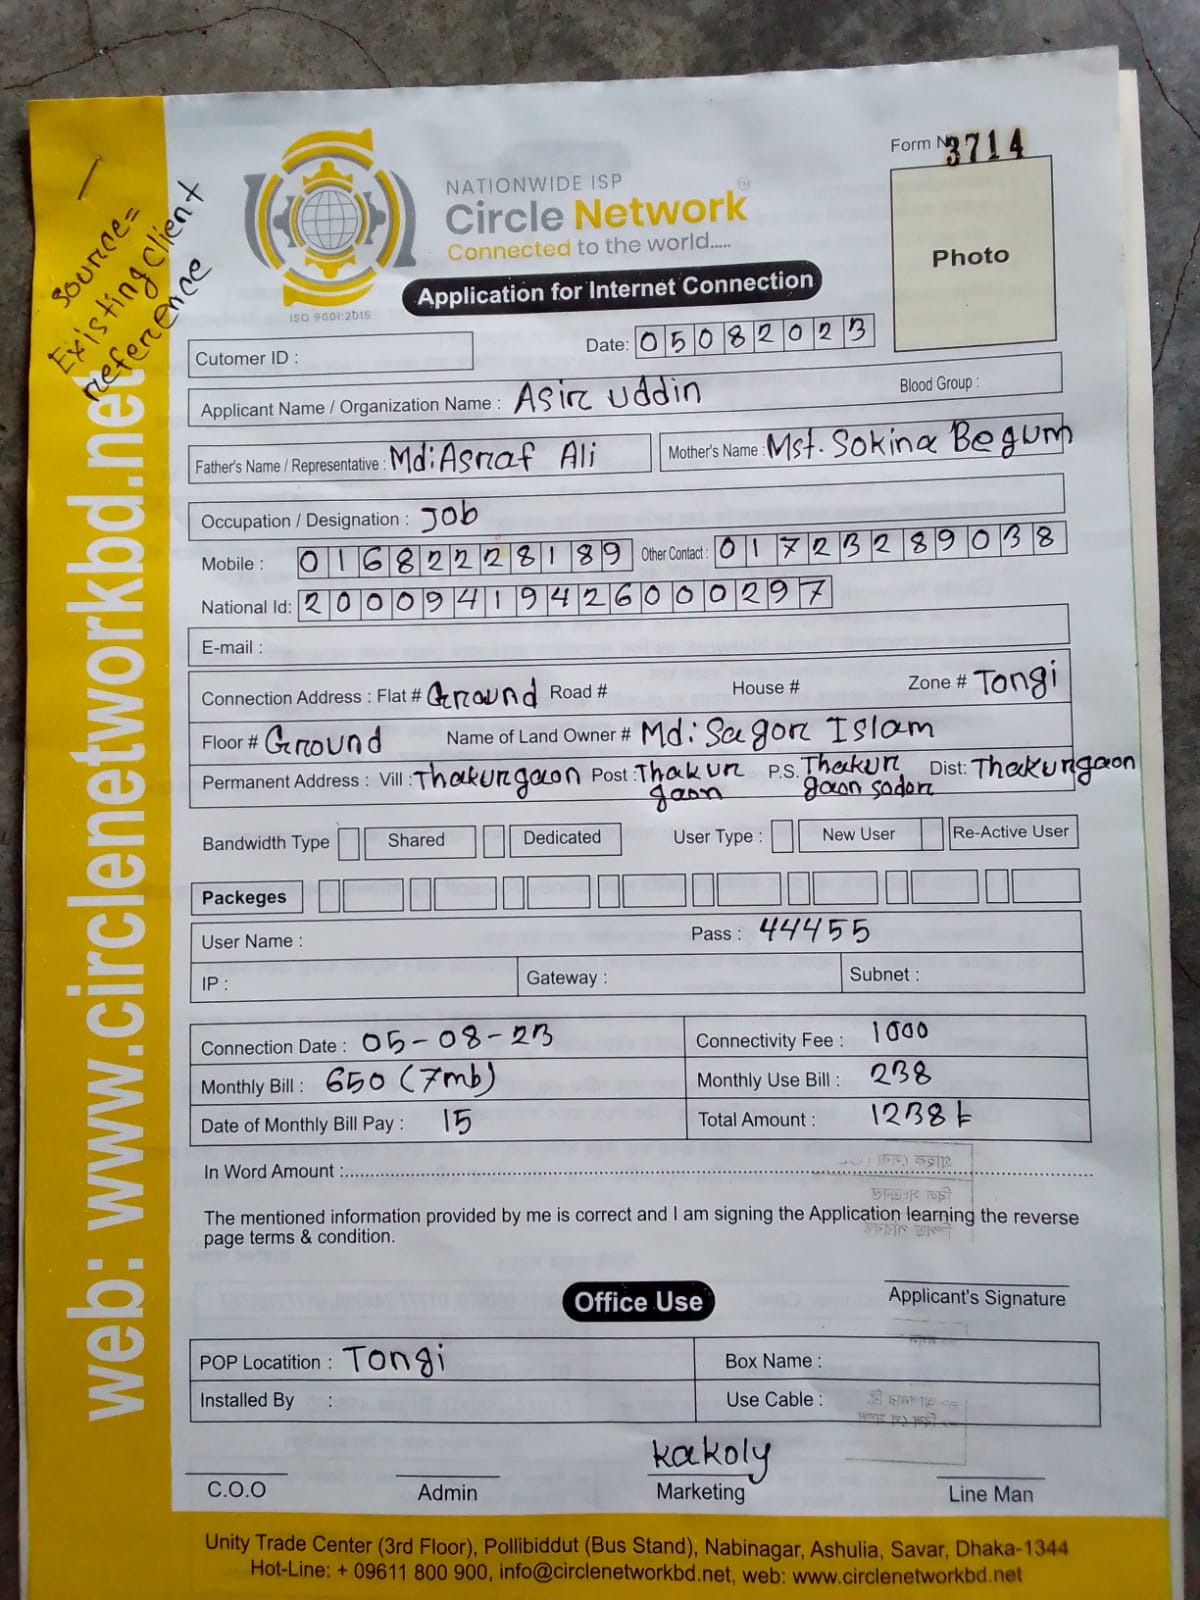 Form No 3714
source=
Existing client
reference
NATIONWIDE ISP
Circle Network TM
Connected to the world.....
ISO 9001:2015
Application for Internet Connection
Photo
Cutomer ID :
Date: 05082023
Applicant Name / Organization Name : Asir uddin Blood Group :
Father's Name / Representative : Md: Asraf Ali Mother's Name : Mst. Sokina Begum
Occupation / Designation : Job
Mobile : 01682228189 Other Contact : 01723289038
National Id: 20009419426000297
E-mail :
Connection Address : Flat # Ground Road # House # Zone # Tongi
Floor # Ground Name of Land Owner # Md: Sagor Islam
Permanent Address : Vill : Thakurgaon Post : Thakur gaon P.S. Thakur gaon sador Dist: Thakurgaon
Bandwidth Type Shared Dedicated User Type : New User Re-Active User
Packeges
User Name : Pass : 44455
IP : Gateway : Subnet :
Connection Date : 05-08-23 Connectivity Fee : 1000
Monthly Bill : 650 (7mb) Monthly Use Bill : 238
Date of Monthly Bill Pay : 15 Total Amount : 1238 ৳
In Word Amount :
The mentioned information provided by me is correct and I am signing the Application learning the reverse
page terms & condition.
Applicant's Signature
Office Use
POP Locatition : Tongi Box Name :
Installed By : Use Cable :
kakoly
C.O.O Admin Marketing Line Man
Unity Trade Center (3rd Floor), Pollibiddut (Bus Stand), Nabinagar, Ashulia, Savar, Dhaka-1344
Hot-Line: + 09611 800 900, info@circlenetworkbd.net, web: www.circlenetworkbd.net
web: www.circlenetworkbd.net